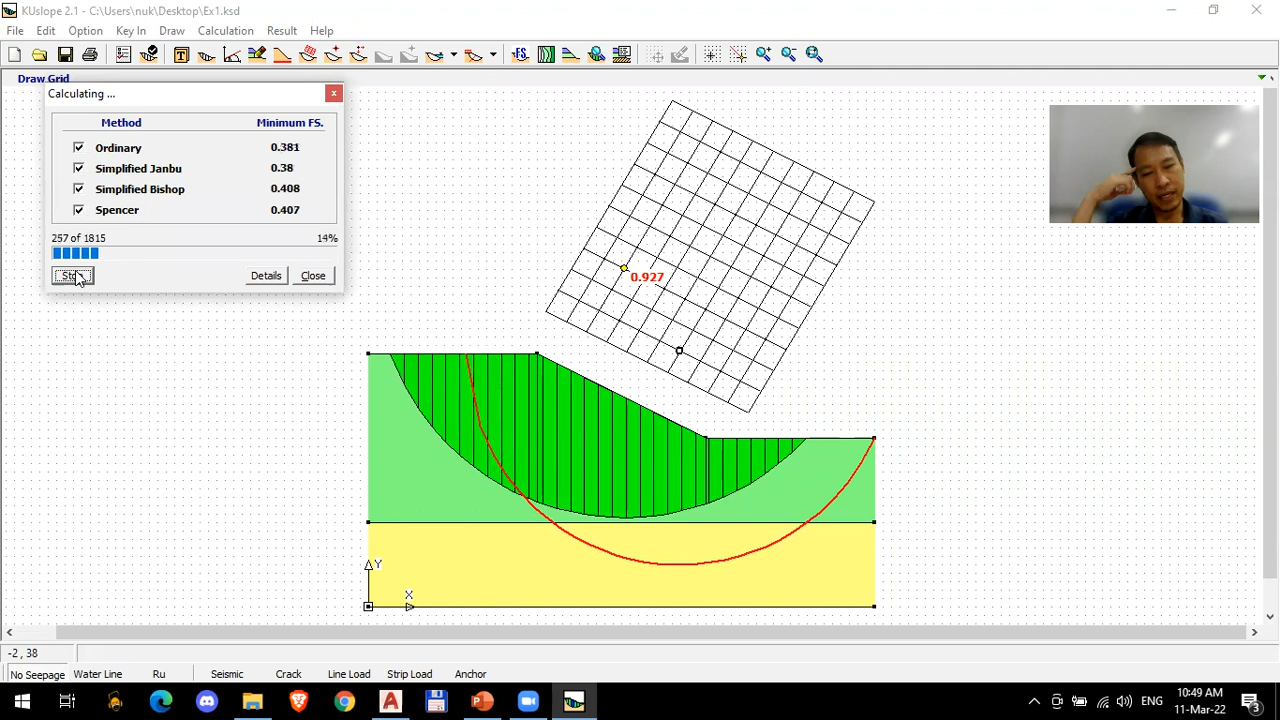 KUslope 2.1 - C:\Users\nuk\Desktop\Ex1.ksd
File Edit Option Key In Draw Calculation Result Help
T FS
Draw Grid
Calculating ...
Method Minimum FS.
Ordinary 0.381
Simplified Janbu 0.38
Simplified Bishop 0.408
Spencer 0.407
257 of 1815 14%
Details Close
0.927
Y
X
-2, 38
No Seepage Water Line Ru Seismic Crack Line Load Strip Load Anchor
ENG
10:49 AM
11-Mar-22
3